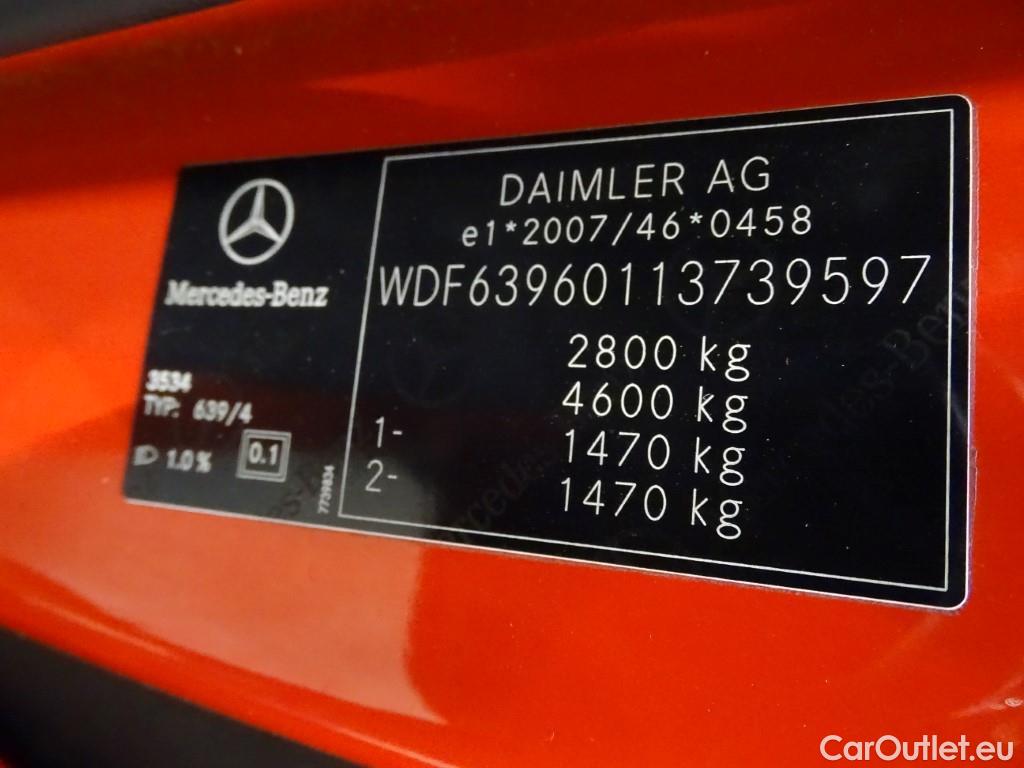 Mercedes-Benz
3534
TYP: 639/4
1.0%
0.1
7739834
DAIMLER AG
e1*2007/46*0458
WDF63960113739597
2800 kg
4600 kg
1- 1470 kg
2- 1470 kg
CarOutlet.eu